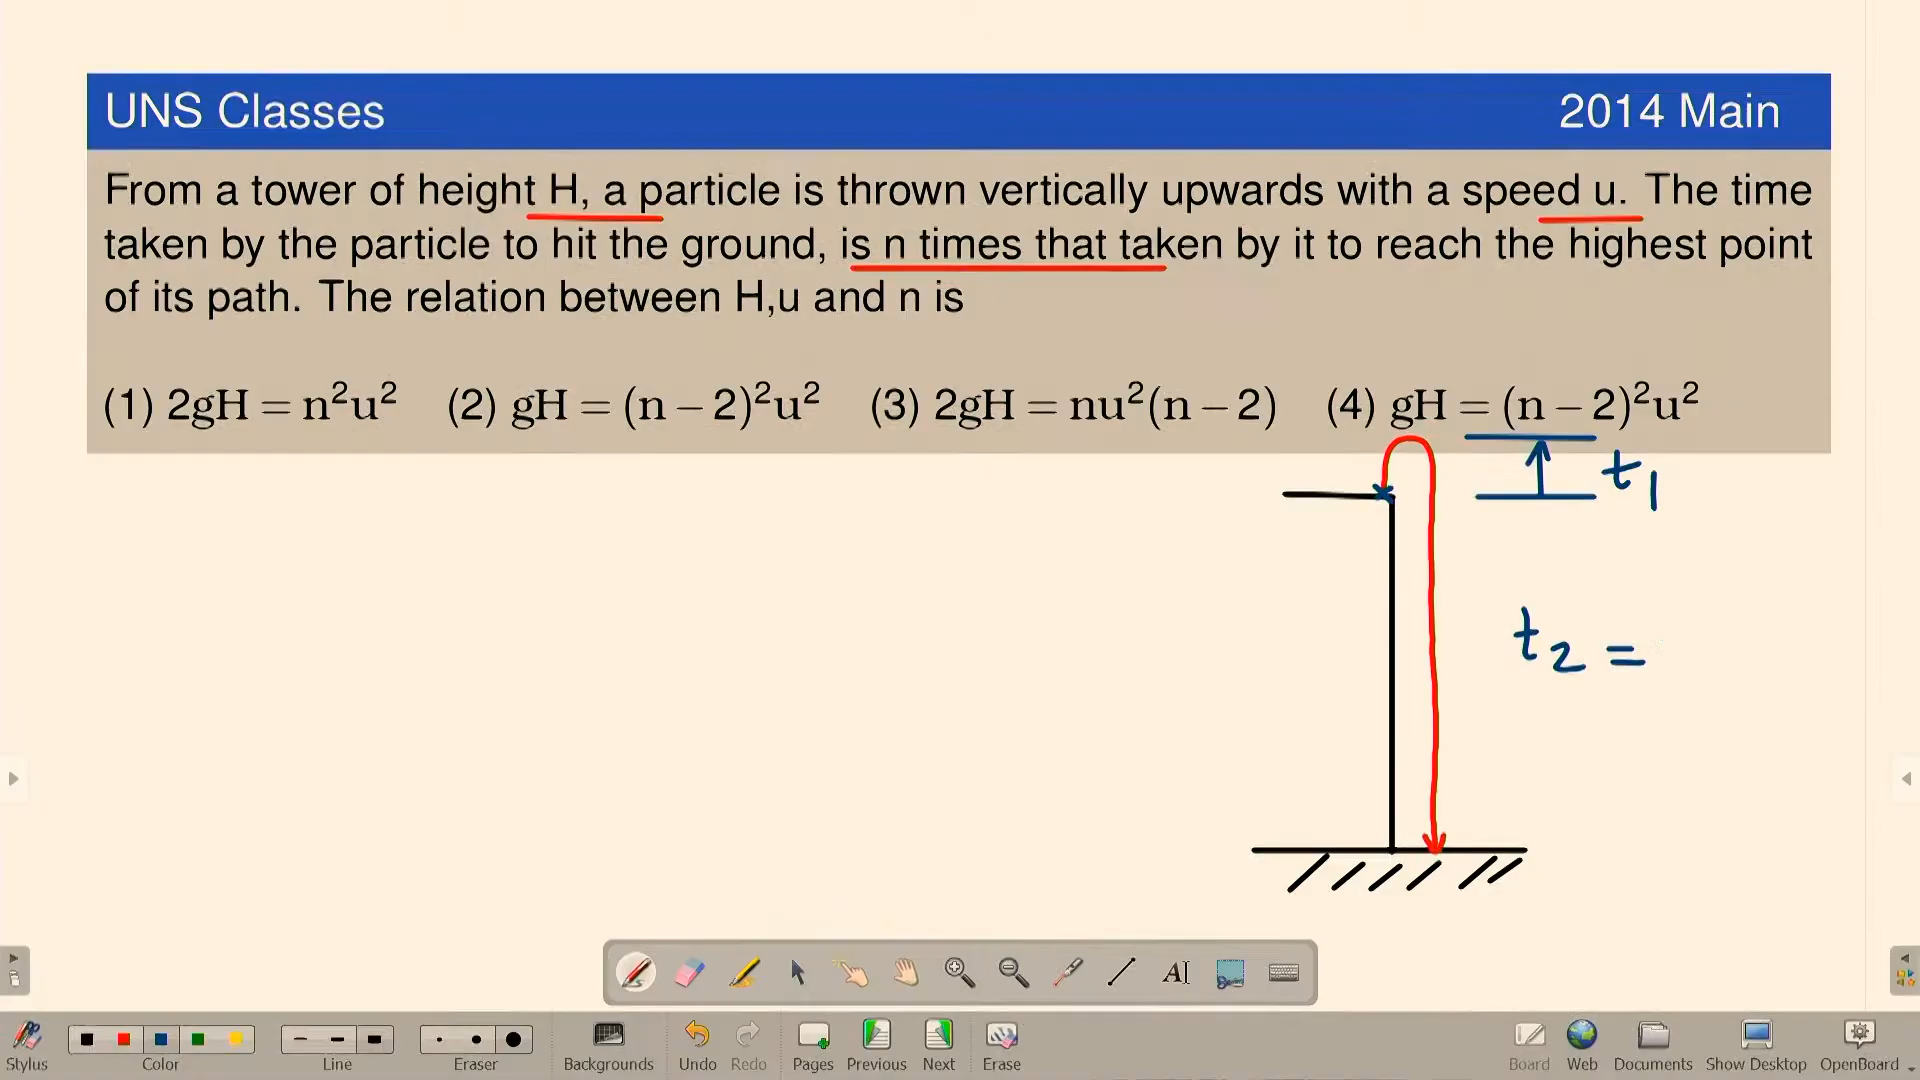 UNS Classes 2014 Main
From a tower of height H, a particle is thrown vertically upwards with a speed u. The time
taken by the particle to hit the ground, is n times that taken by it to reach the highest point
of its path. The relation between H,u and n is
(1) 2gH = n²u² (2) gH = (n – 2)²u² (3) 2gH = nu²(n – 2) (4) gH = (n – 2)²u²
t₁
t₂ =
Stylus Color Line Eraser Backgrounds Undo Redo Pages Previous Next Erase Board Web Documents Show Desktop OpenBoard